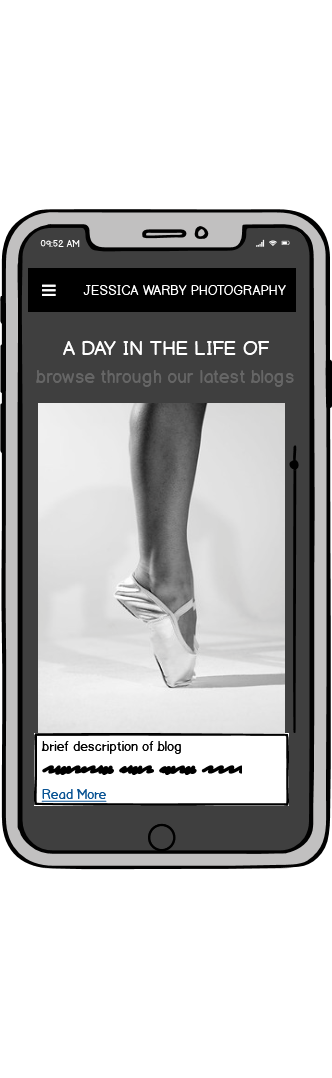 09:52 AM
JESSICA WARBY PHOTOGRAPHY
A DAY IN THE LIFE OF
browse through our latest blogs
brief description of blog
Read More